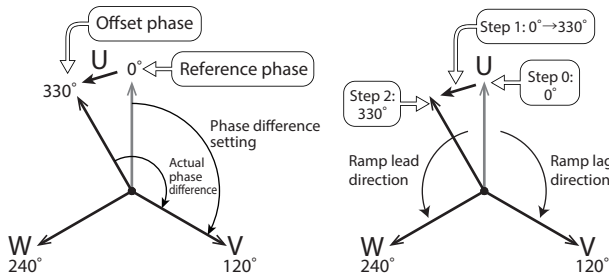 Offset phase
U
0°
Reference phase
330°
Phase difference
setting
Actual
phase
difference
W
240°
V
120°
Step 1: 0°→330°
U
Step 0:
0°
Step 2:
330°
Ramp lead
direction
Ramp lag
direction
W
240°
V
120°